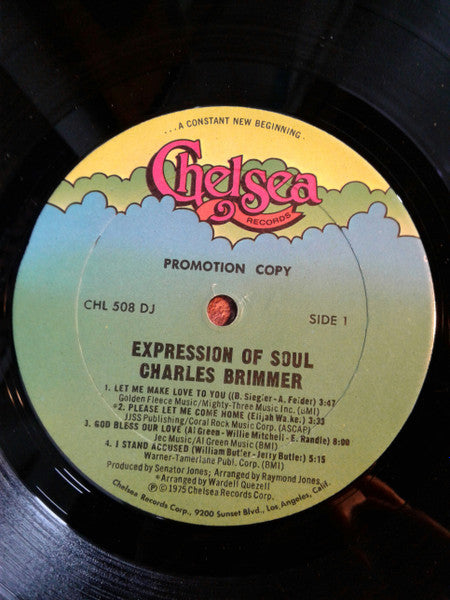 ...A CONSTANT NEW BEGINNING.
Chelsea
RECORDS
PROMOTION COPY
CHL 508 DJ
SIDE 1
EXPRESSION OF SOUL
CHARLES BRIMMER
1. LET ME MAKE LOVE TO YOU ((B. Siegler-A. Felder) 3:47
Golden Fleece Music/Mighty-Three Music Inc. (BMI)
*2. PLEASE LET ME COME HOME (Elijah Walker) 3:33
JJSS Publishing/Coral Rock Music Corp. (ASCAP)
3. GOD BLESS OUR LOVE (Al Green-Willie Mitchell-E. Randle) 8:00
Jec Music/Al Green Music (BMI)
4. I STAND ACCUSED (William Butler-Jerry Butler) 5:15
Warner-Tamerlane Publ. Corp. (BMI)
Produced by Senator Jones; Arranged by Raymond Jones,
*Arranged by Wardell Quezell
Ⓟ © 1975 Chelsea Records Corp.
Chelsea Records Corp., 9200 Sunset Blvd., Los Angeles, Calif.